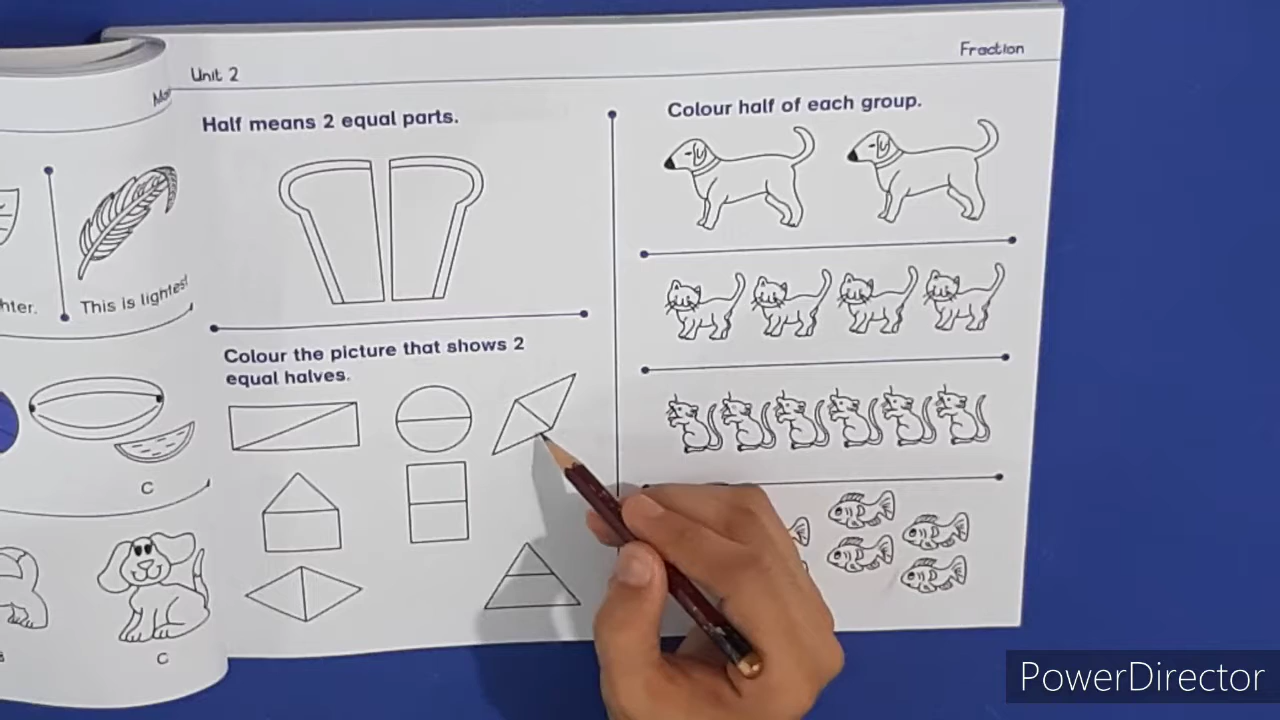 Unit 2
Fraction
Half means 2 equal parts.
Colour the picture that shows 2
equal halves.
Colour half of each group.
This is lightest
C
C
PowerDirector